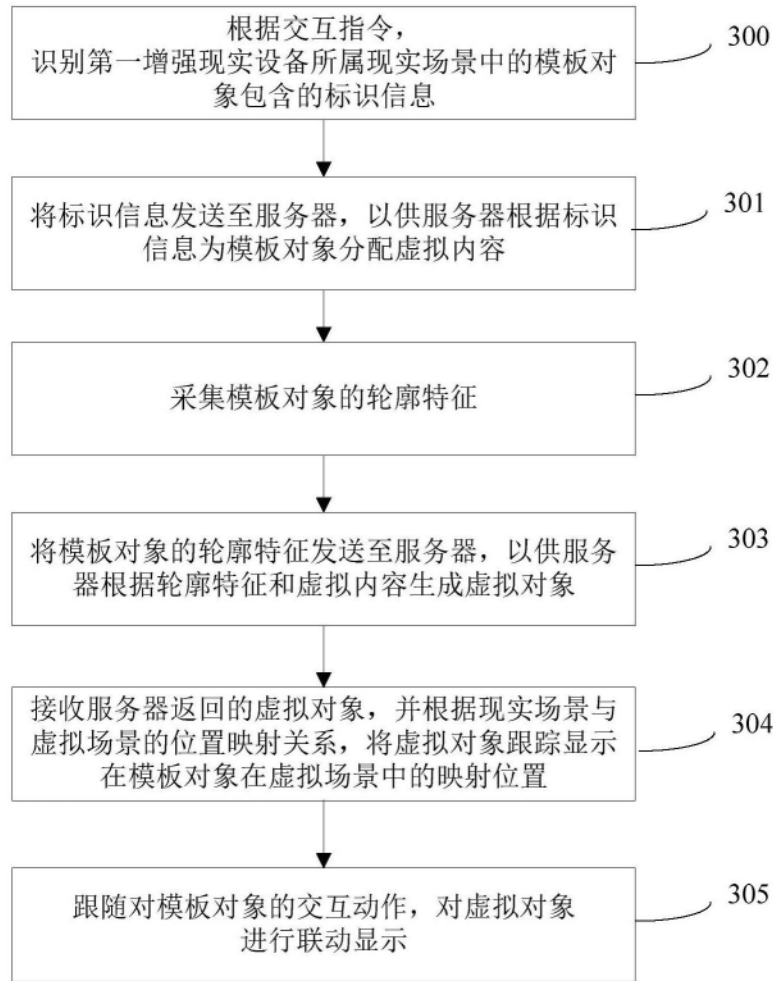 根据交互指令，
识别第一增强现实设备所属现实场景中的模板对
象包含的标识信息
300
将标识信息发送至服务器，以供服务器根据标识
信息为模板对象分配虚拟内容
301
采集模板对象的轮廓特征
302
将模板对象的轮廓特征发送至服务器，以供服务
器根据轮廓特征和虚拟内容生成虚拟对象
303
接收服务器返回的虚拟对象，并根据现实场景与
虚拟场景的位置映射关系，将虚拟对象跟踪显示
在模板对象在虚拟场景中的映射位置
304
跟随对模板对象的交互动作，对虚拟对象
进行联动显示
305